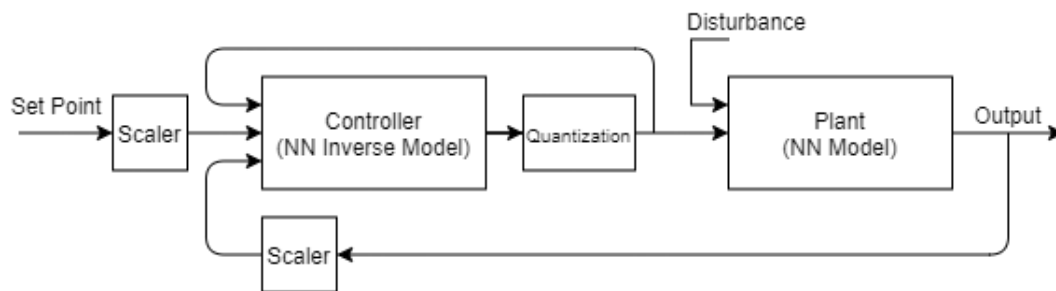 Disturbance
Set Point
Scaler
Controller
(NN Inverse Model)
Quantization
Plant
(NN Model)
Output
Scaler